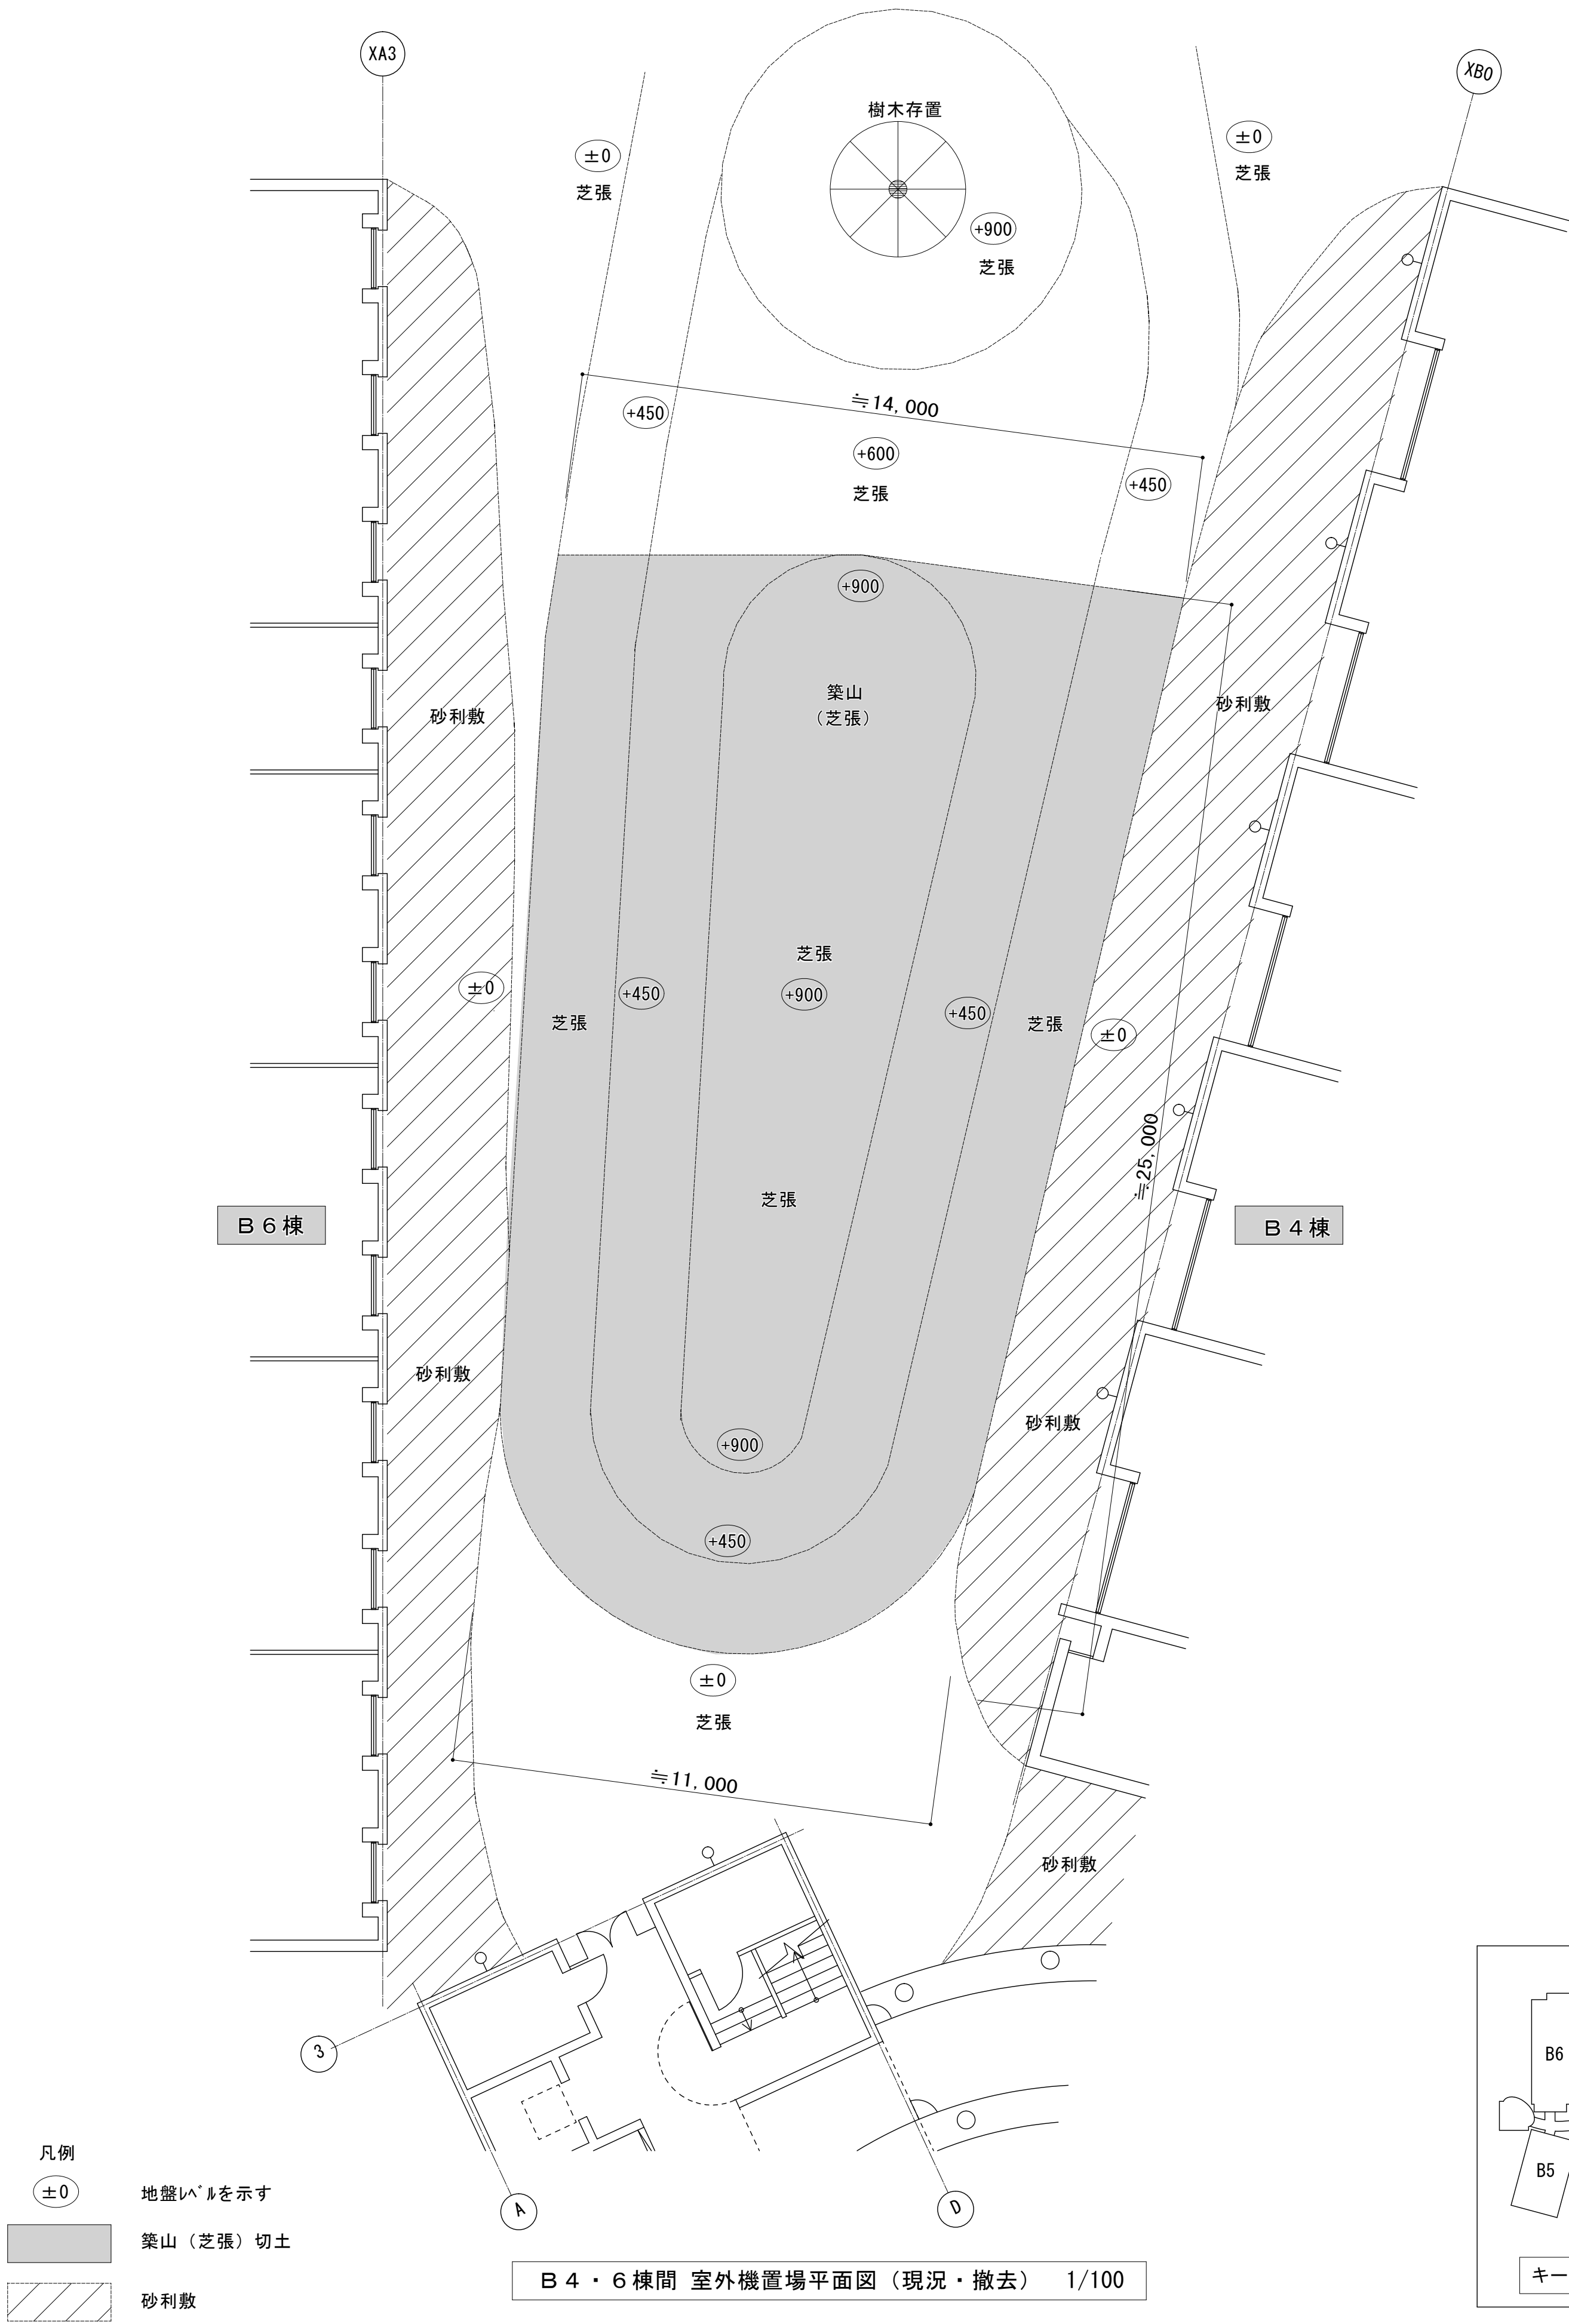 XA3
XB0
樹木存置
±0
芝張
±0
芝張
+900
芝張
≒14,000
+450
+600
芝張
+450
+900
築山
（芝張）
砂利敷
砂利敷
芝張
+900
±0
+450
+450
芝張
芝張
±0
≒25,000
芝張
Ｂ６棟
Ｂ４棟
砂利敷
砂利敷
+900
+450
±0
芝張
≒11,000
砂利敷
3
A
D
B6
B5
キー
凡例
±0
地盤ﾚﾍﾞﾙを示す
築山（芝張）切土
砂利敷
Ｂ４・６棟間 室外機置場平面図（現況・撤去） 1/100